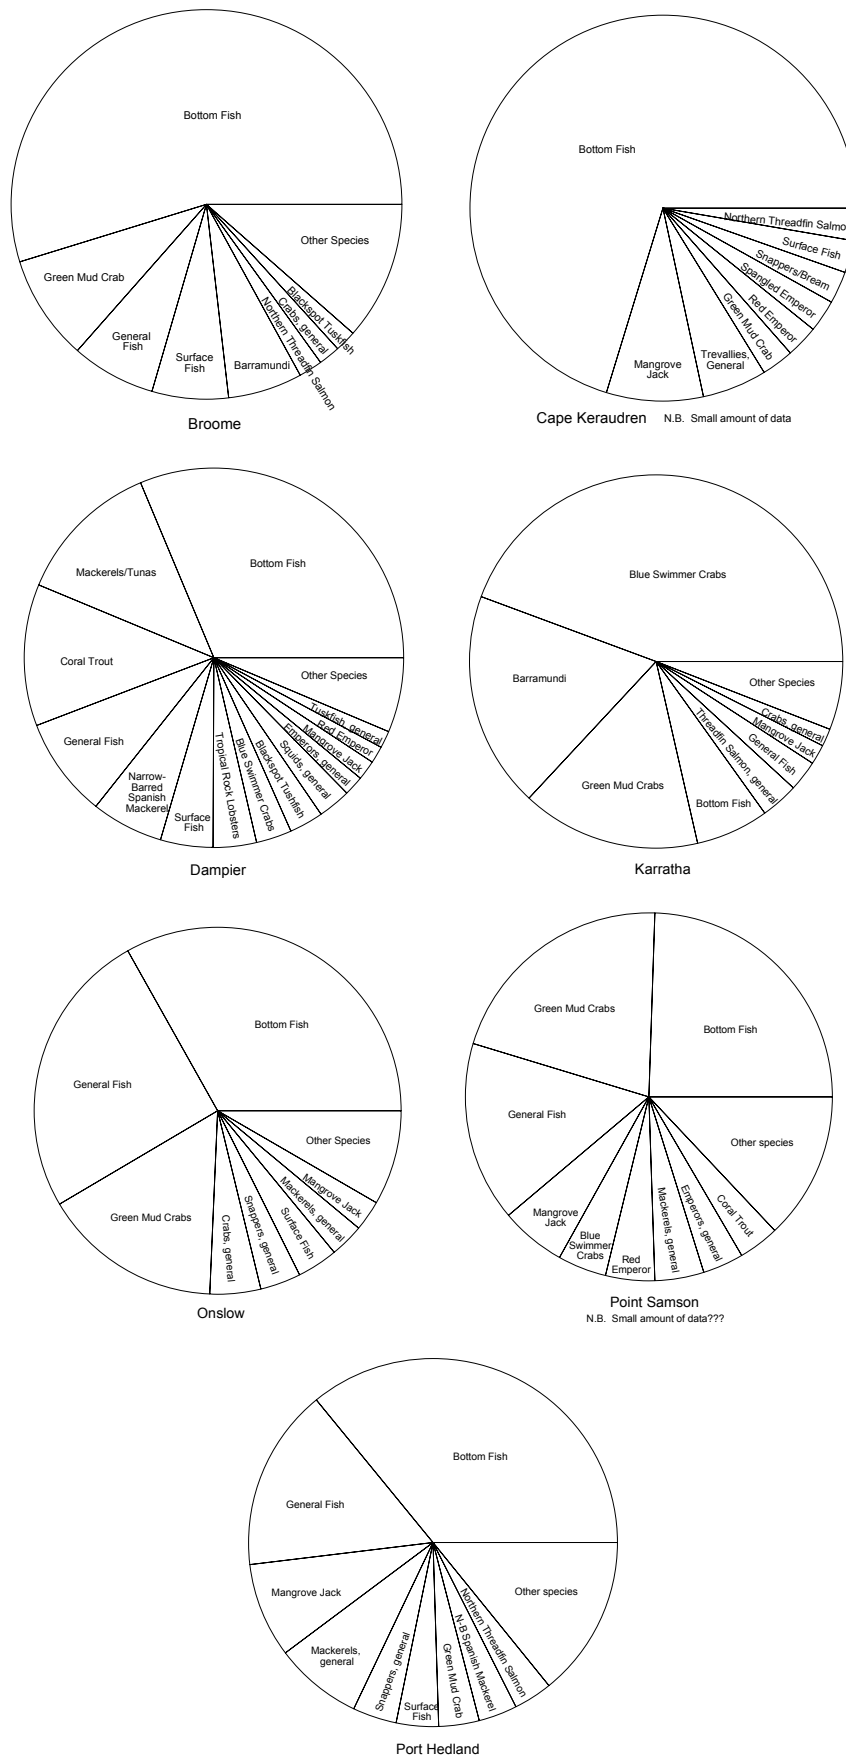 Bottom Fish
Other Species
Green Mud Crab
General
Fish
Surface
Fish
Barramundi
Northern Threadfin Salmon
Crabs, general
Blackspot Tuskfish
Broome
Bottom Fish
Northern Threadfin Salmo
Surface Fish
Snappers/Bream
Spangled Emperor
Red Emperor
Green Mud Crab
Trevallies,
General
Mangrove
Jack
Cape Keraudren N.B. Small amount of data
Mackerels/Tunas
Bottom Fish
Coral Trout
Other Species
General Fish
Narrow-
Barred
Spanish
Mackerel
Surface
Fish
Tropical Rock Lobsters
Blue Swimmer Crabs
Blackspot Tushfish
Squids, general
Emperors, general
Mangrove Jack
Red Emperor
Tuskfish, general
Dampier
Blue Swimmer Crabs
Barramundi
Other Species
Crabs, general
Mangrove Jack
General Fish
Threadfin Salmon, general
Bottom Fish
Green Mud Crabs
Karratha
Bottom Fish
General Fish
Other Species
Green Mud Crabs
Crabs, general
Snappers, general
Surface Fish
Mackerels, general
Mangrove Jack
Onslow
Green Mud Crabs
Bottom Fish
General Fish
Other species
Mangrove
Jack
Blue
Swimmer
Crabs
Red
Emperor
Mackerels, general
Emperors, general
Coral Trout
Point Samson
N.B. Small amount of data???
Bottom Fish
General Fish
Mangrove Jack
Other species
Mackerels,
general
Snappers, general
Surface
Fish
Green Mud Crab
N-B Spanish Mackerel
Northern Threadfin Salmon
Port Hedland